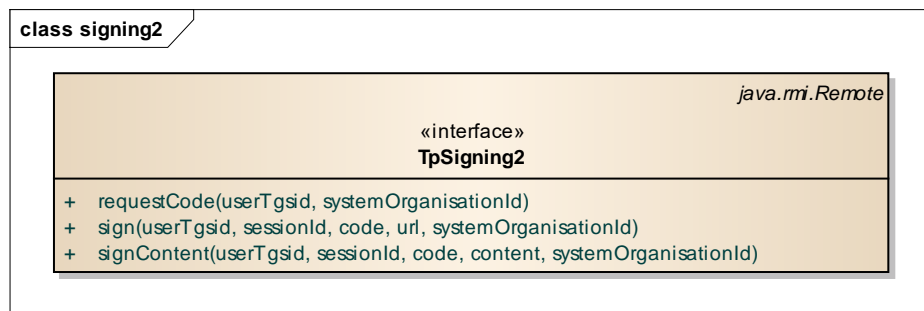 class signing2
java.rmi.Remote
«interface»
TpSigning2
+ requestCode(userTgsid, systemOrganisationId)
+ sign(userTgsid, sessionId, code, url, systemOrganisationId)
+ signContent(userTgsid, sessionId, code, content, systemOrganisationId)